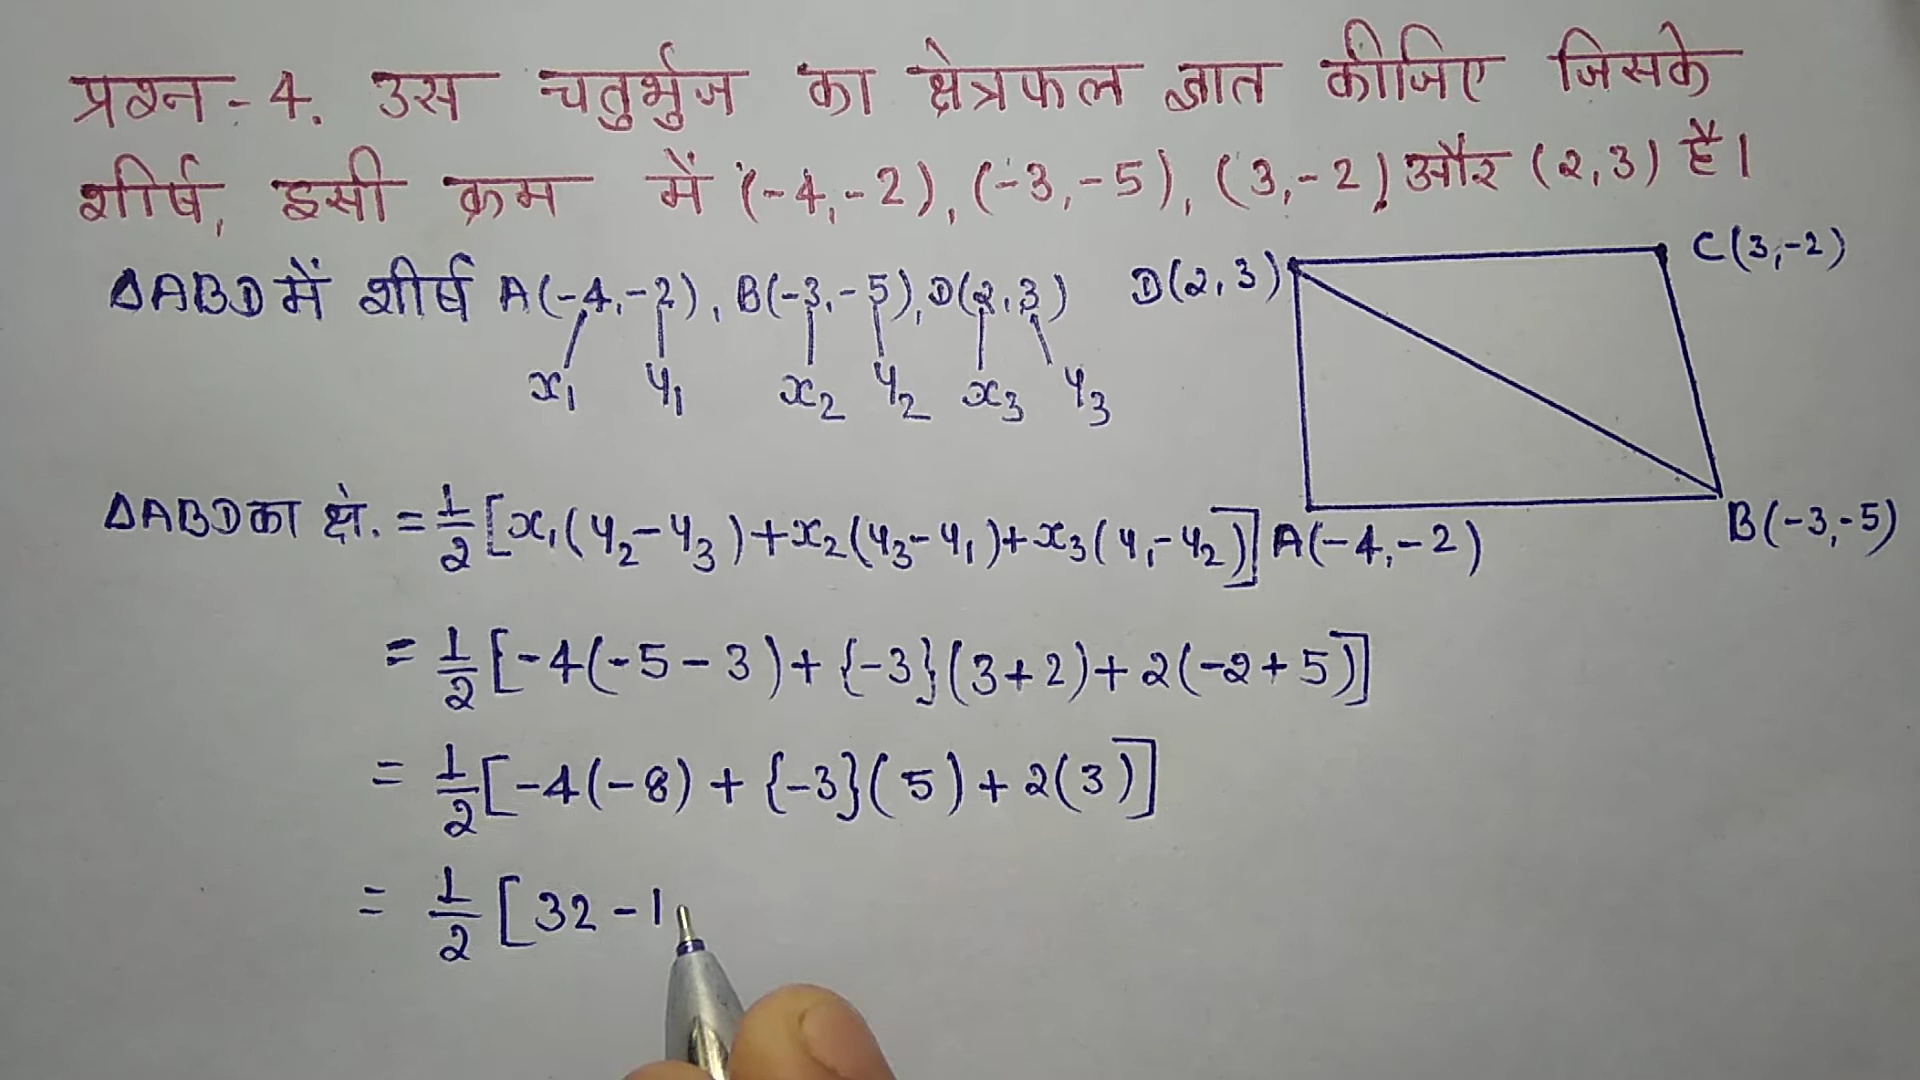 प्रश्न-4. उस चतुर्भुज का क्षेत्रफल ज्ञात कीजिए जिसके
शीर्ष, इसी क्रम में (-4,-2), (-3,-5), (3,-2) और (2,3) है।
ΔABD में शीर्ष A(-4,-2), B(-3,-5), D(2,3)
x₁ y₁ x₂ y₂ x₃ y₃
D(2,3)
C(3,-2)
A(-4,-2)
B(-3,-5)
ΔABD का क्षे. = 1/2 [x₁(y₂-y₃)+x₂(y₃-y₁)+x₃(y₁-y₂)]
= 1/2 [-4(-5-3)+{-3}(3+2)+2(-2+5)]
= 1/2 [-4(-8)+{-3}(5)+2(3)]
= 1/2 [32-1